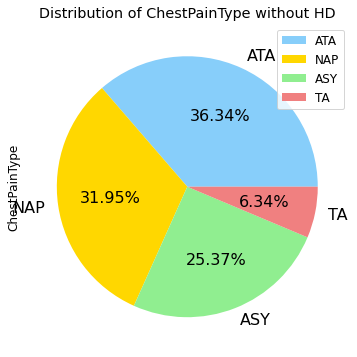 Distribution of ChestPainType without HD
ATA
ATA
NAP
ASY
TA
36.34%
31.95%
6.34%
ChestPainType
NAP
TA
25.37%
ASY